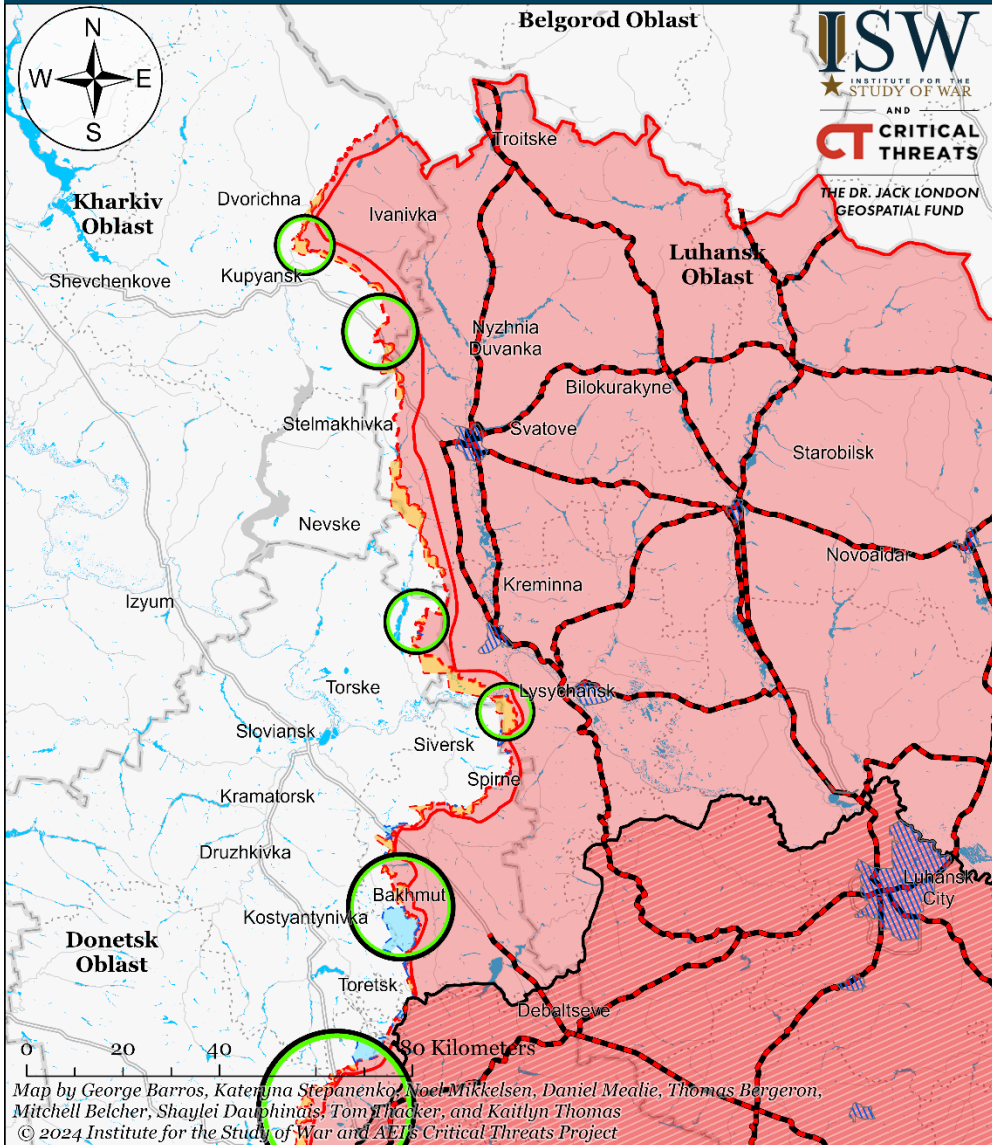 Belgorod Oblast
N
W
E
S
ISW
INSTITUTE FOR THE
STUDY OF WAR
AND
CT CRITICAL
THREATS
THE DR. JACK LONDON
GEOSPATIAL FUND
Troitske
Kharkiv
Oblast
Dvorichna
Ivanivka
Luhansk
Oblast
Shevchenkove
Kupyansk
Nyzhnia
Duvanka
Bilokurakyne
Stelmakhivka
Svatove
Starobilsk
Nevske
Novoaldar
Kreminna
Izyum
Torske
Lysychansk
Sloviansk
Siversk
Spirne
Kramatorsk
Druzhkivka
Luhansk
City
Bakhmut
Kostyantynivka
Donetsk
Oblast
Toretsk
Debaltseve
0 20 40 80 Kilometers
Map by George Barros, Kateryna Stepanenko, Noel Mikkelsen, Daniel Mealie, Thomas Bergeron,
Mitchell Belcher, Shaylei Dauphinais, Tom Thacker, and Kaitlyn Thomas
© 2024 Institute for the Study of War and AEI's Critical Threats Project